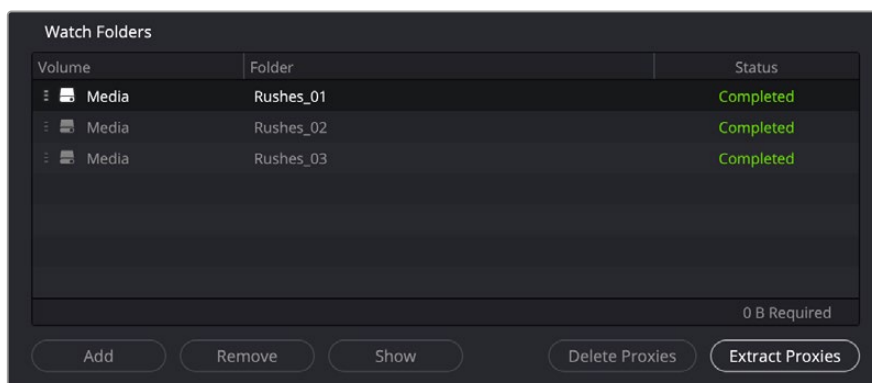 Watch Folders
Volume Folder Status
Media Rushes_01 Completed
Media Rushes_02 Completed
Media Rushes_03 Completed
0 B Required
Add Remove Show Delete Proxies Extract Proxies